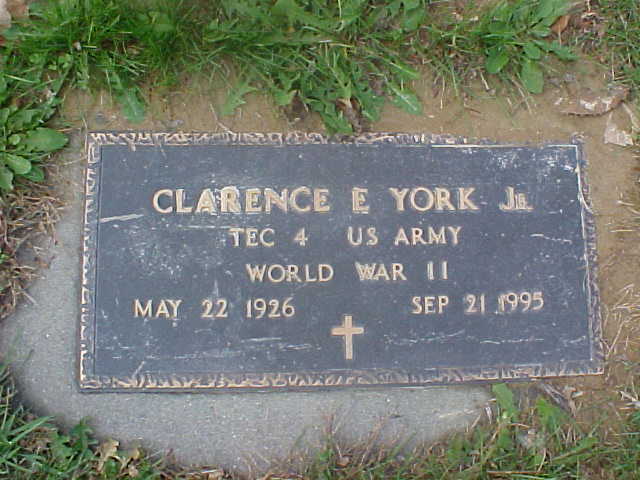 CLARENCE E YORK JR
TEC 4 US ARMY
WORLD WAR II
MAY 22 1926 SEP 21 1995